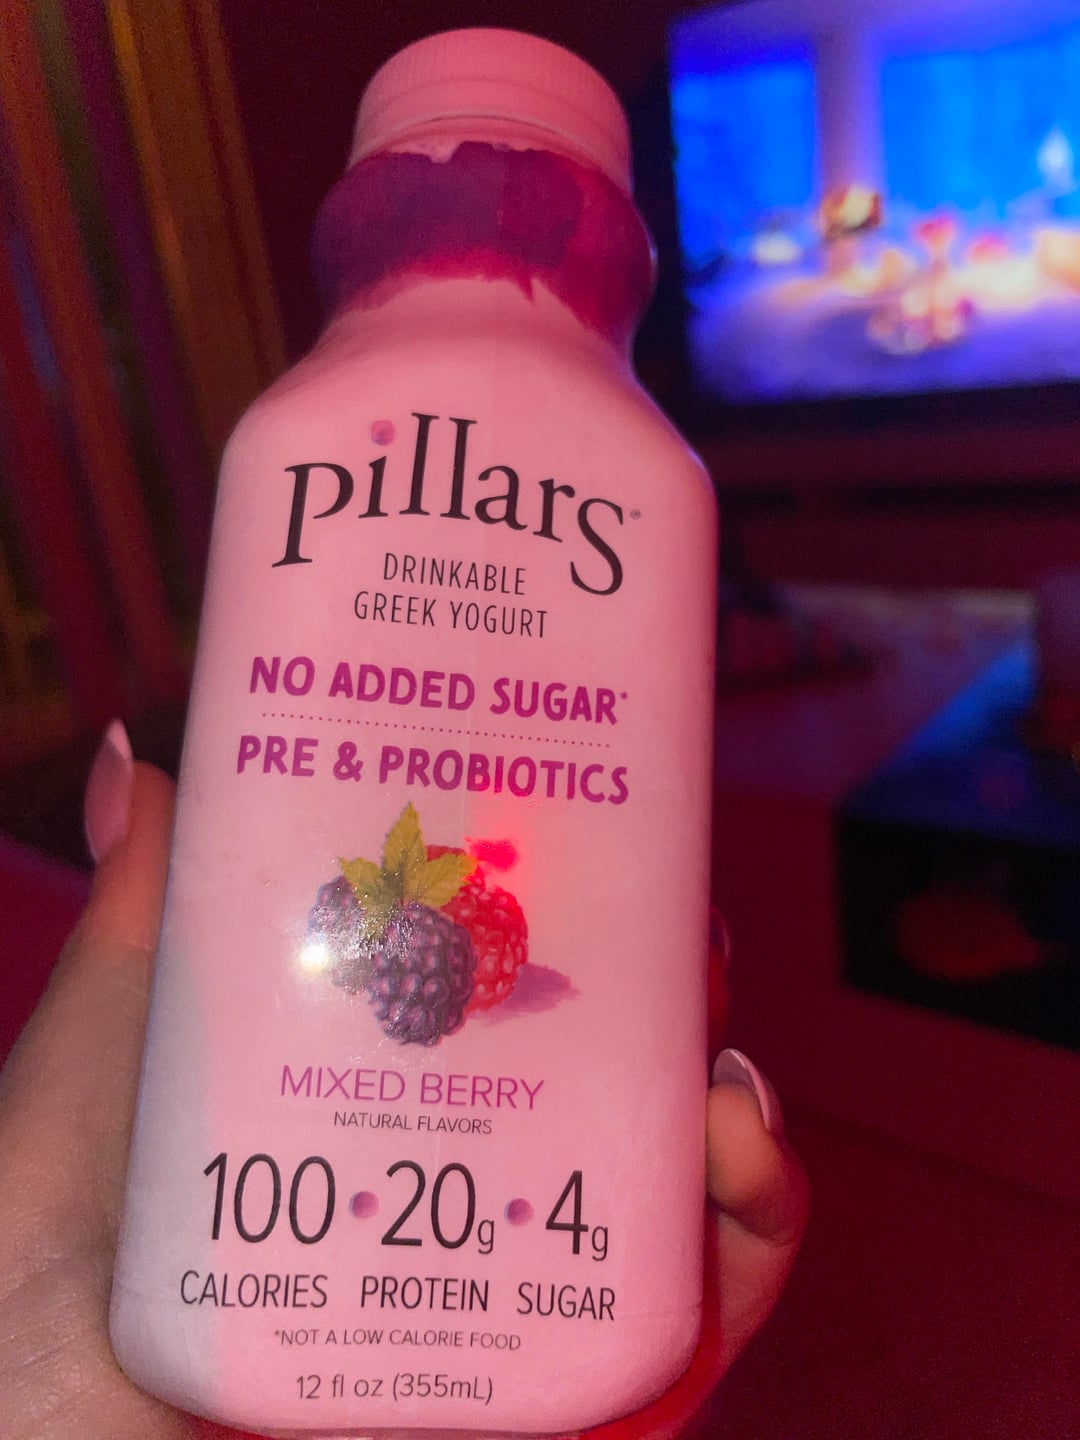 pillars®
DRINKABLE
GREEK YOGURT
NO ADDED SUGAR*
PRE & PROBIOTICS
MIXED BERRY
NATURAL FLAVORS
100 • 20g • 4g
CALORIES PROTEIN SUGAR
*NOT A LOW CALORIE FOOD
12 fl oz (355mL)